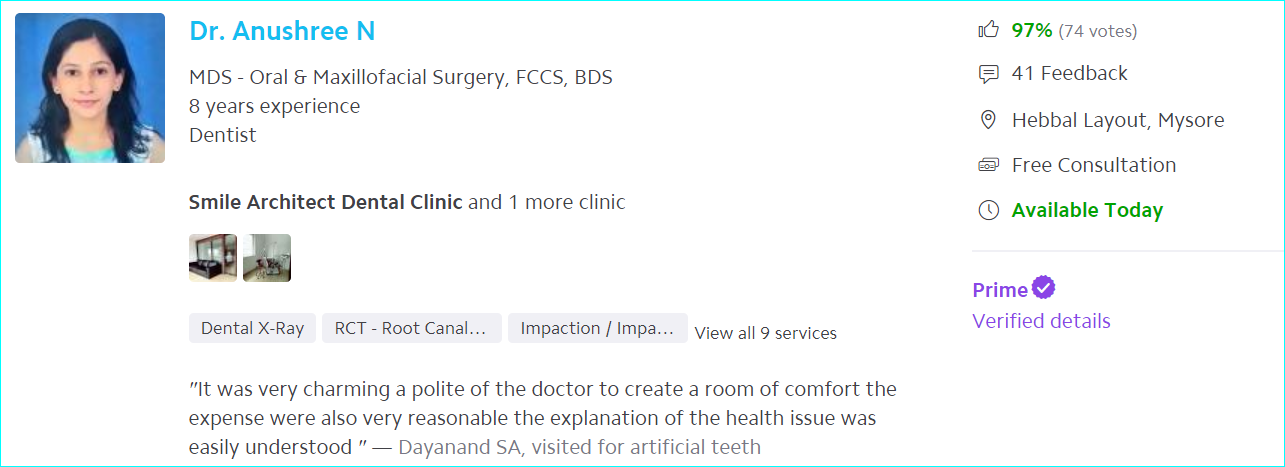 Dr. Anushree N
MDS - Oral & Maxillofacial Surgery, FCCS, BDS
8 years experience
Dentist
Smile Architect Dental Clinic and 1 more clinic
Dental X-Ray
RCT - Root Canal...
Impaction / Impa...
View all 9 services
"It was very charming a polite of the doctor to create a room of comfort the
expense were also very reasonable the explanation of the health issue was
easily understood " — Dayanand SA, visited for artificial teeth
97% (74 votes)
41 Feedback
Hebbal Layout, Mysore
Free Consultation
Available Today
Prime
Verified details